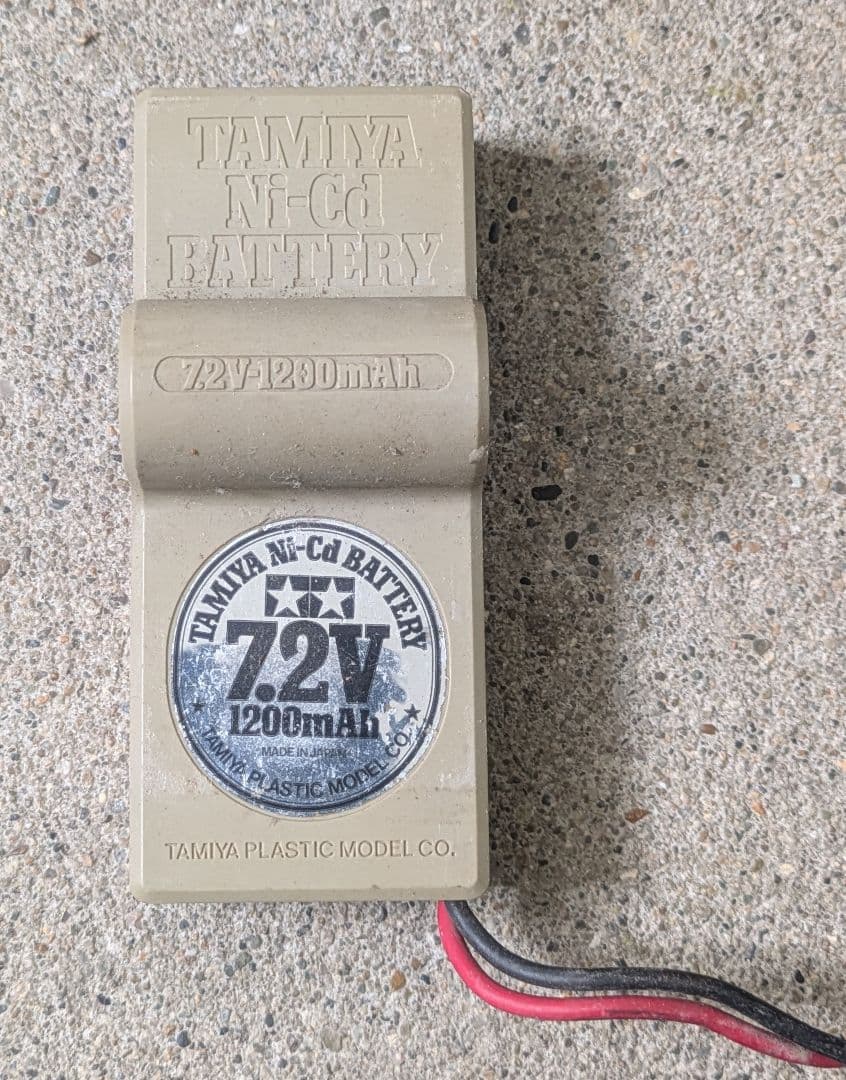 TAMIYA
Ni-Cd
BATTERY
7.2V-1200mAh
TAMIYA Ni-Cd BATTERY
7.2V
1200mAh
MADE IN JAPAN
TAMIYA PLASTIC MODEL CO.
TAMIYA PLASTIC MODEL CO.